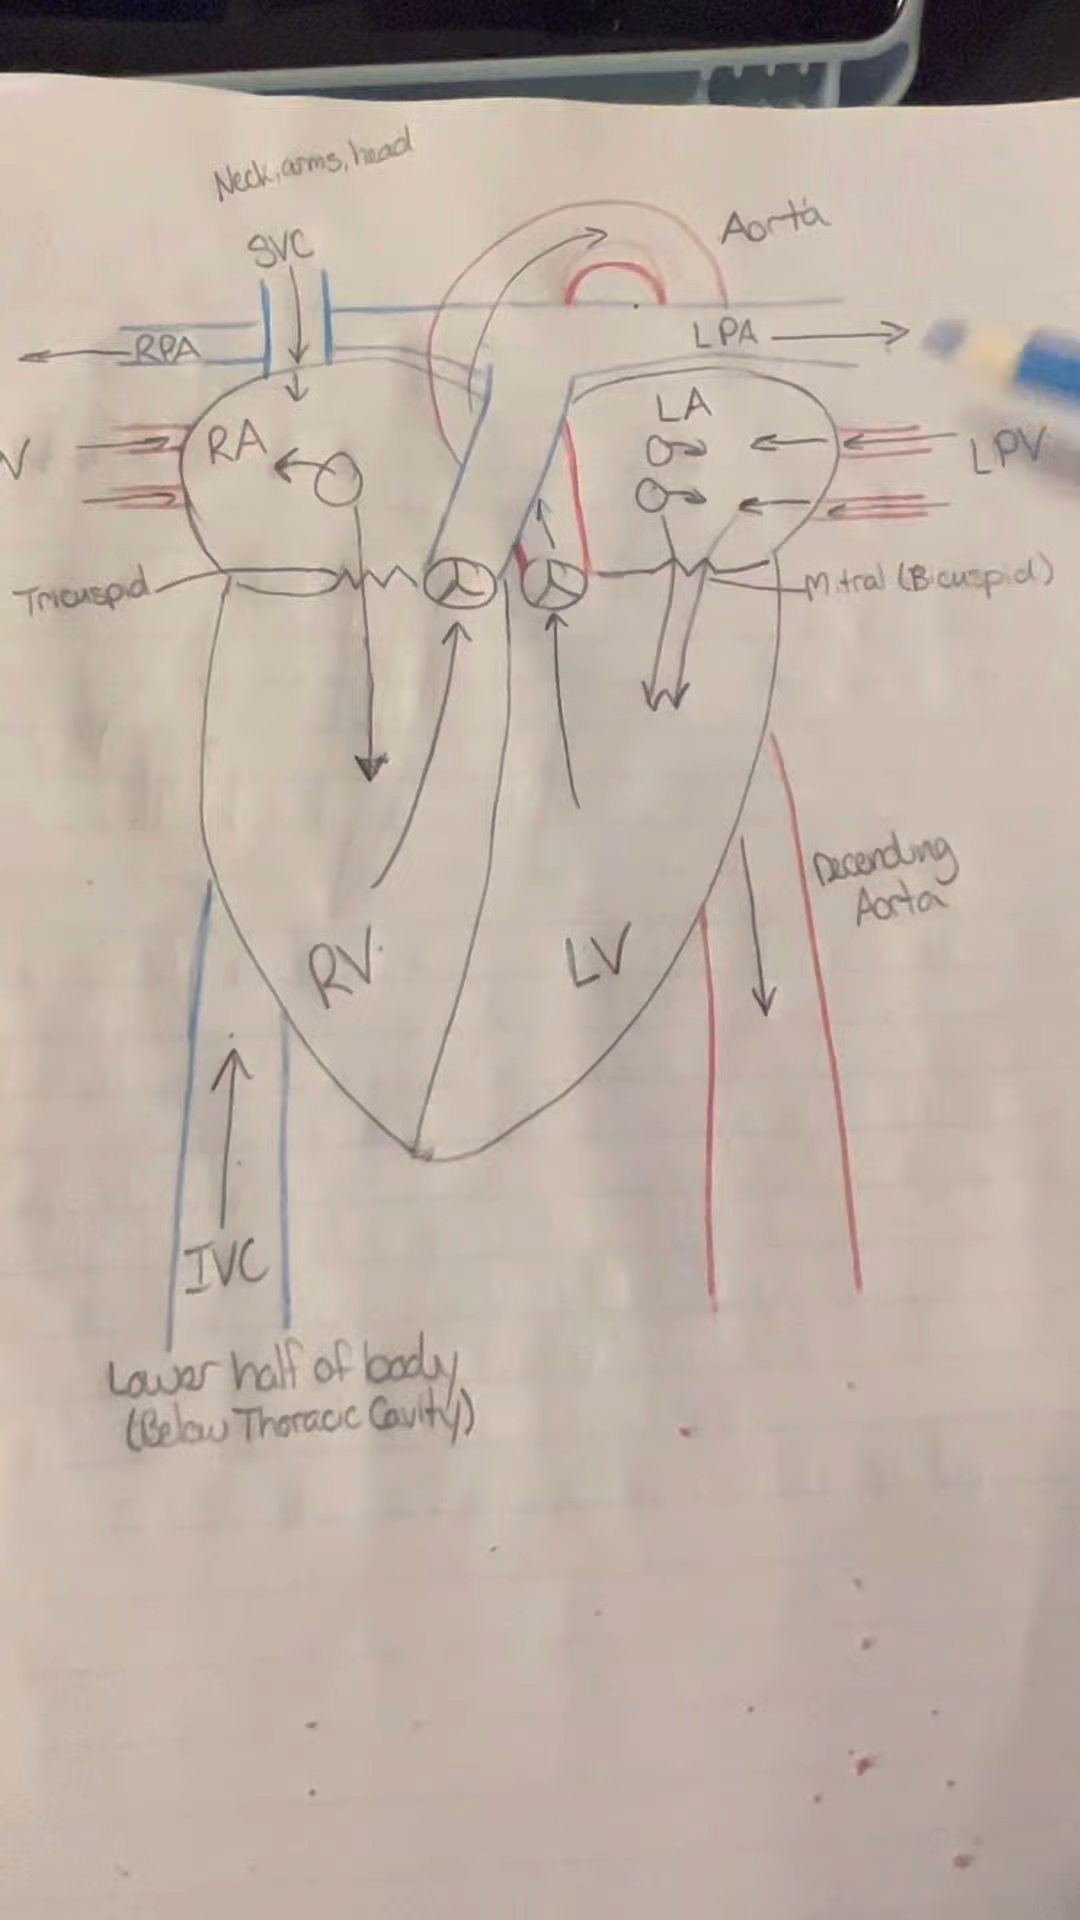 Neck, arms, head
SVC
Aorta
RPA
LPA
RA
LA
V
LPV
Tricuspid
Mitral (Bicuspid)
Decending
Aorta
RV
LV
IVC
Lower half of body
(Below Thoracic Cavity)